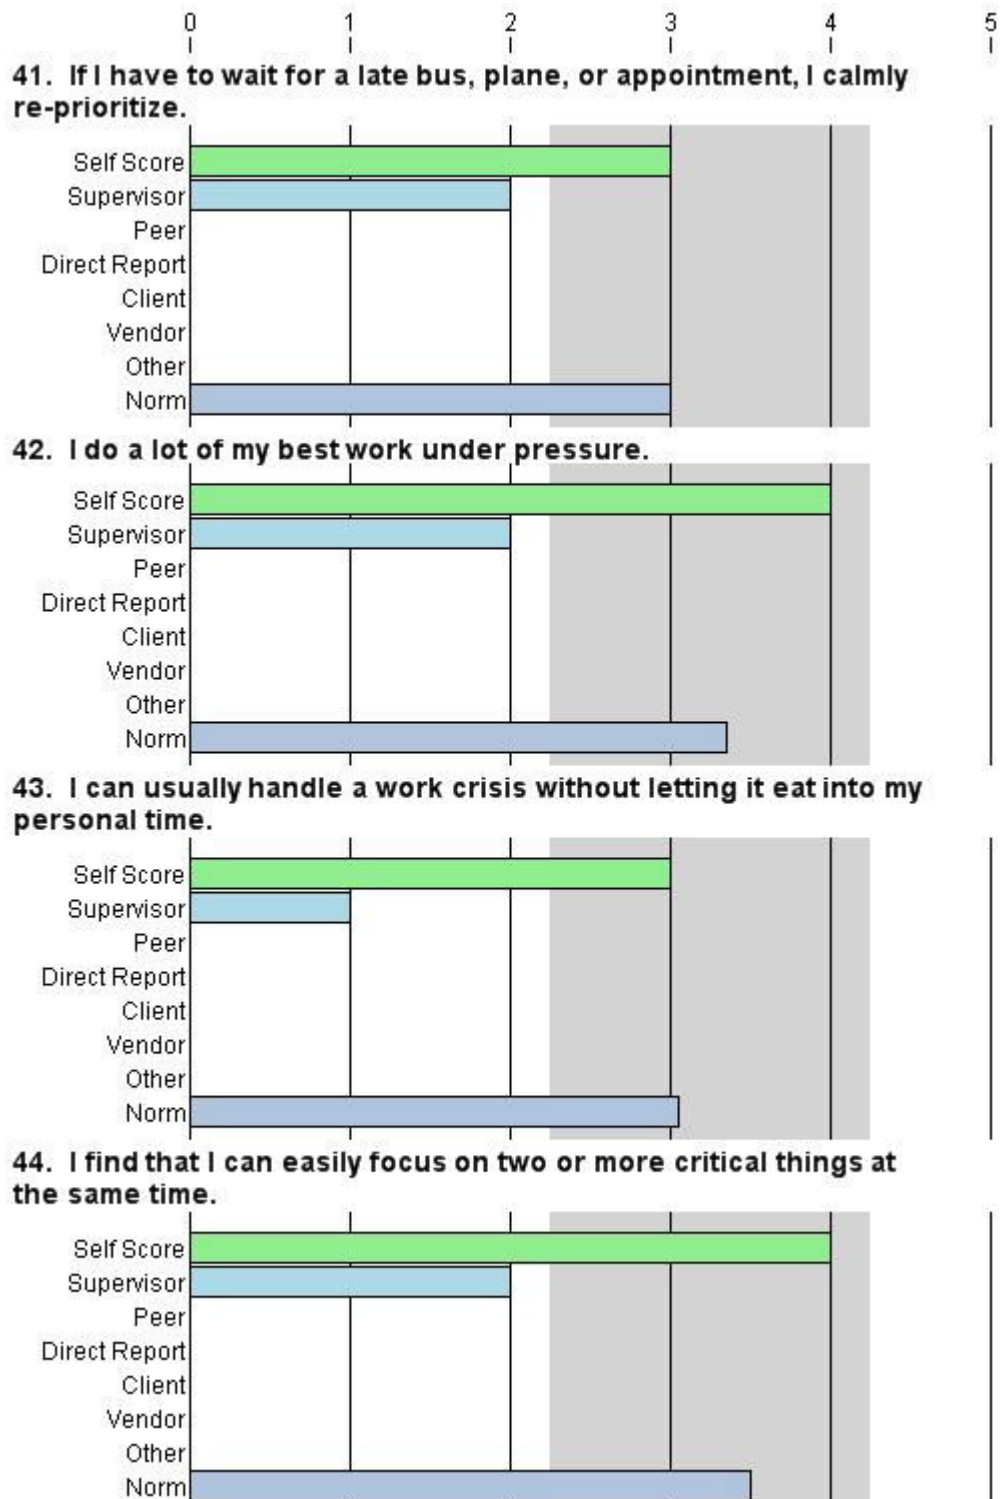 0 1 2 3 4 5
41. If I have to wait for a late bus, plane, or appointment, I calmly
re-prioritize.
Self Score
Supervisor
Peer
Direct Report
Client
Vendor
Other
Norm
42. I do a lot of my best work under pressure.
Self Score
Supervisor
Peer
Direct Report
Client
Vendor
Other
Norm
43. I can usually handle a work crisis without letting it eat into my
personal time.
Self Score
Supervisor
Peer
Direct Report
Client
Vendor
Other
Norm
44. I find that I can easily focus on two or more critical things at
the same time.
Self Score
Supervisor
Peer
Direct Report
Client
Vendor
Other
Norm